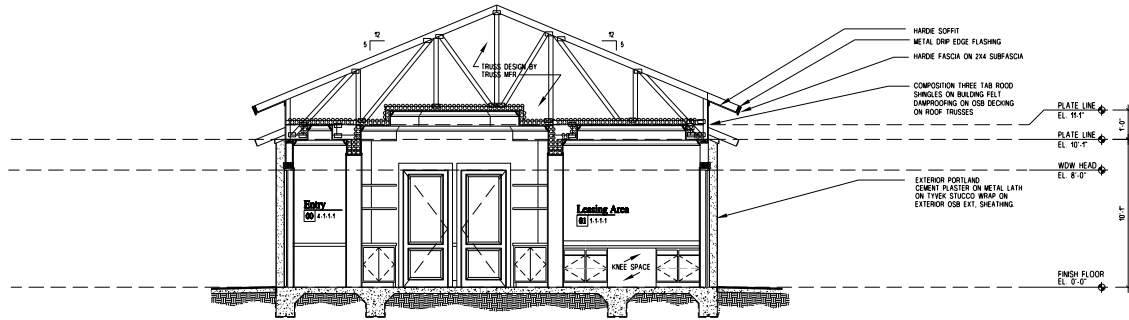 12
5
12
5
TRUSS DESIGN BY
TRUSS MFR.
HARDIE SOFFIT
METAL DRIP EDGE FLASHING
HARDIE FASCIA ON 2X4 SUBFASCIA
COMPOSITION THREE TAB ROOD
SHINGLES ON BUILDING FELT
DAMPROOFING ON OSB DECKING
ON ROOF TRUSSES
PLATE LINE
EL. 11'-1"
1'-0"
PLATE LINE
EL. 10'-1"
WDW HEAD
EL. 8'-0"
EXTERIOR PORTLAND
CEMENT PLASTER ON METAL LATH
ON TYVEK STUCCO WRAP ON
EXTERIOR OSB EXT. SHEATHING.
10'-1"
Entry
00 4-1-1-1
Leasing Area
01 1-1-1-1
KNEE SPACE
FINISH FLOOR
EL. 0'-0"